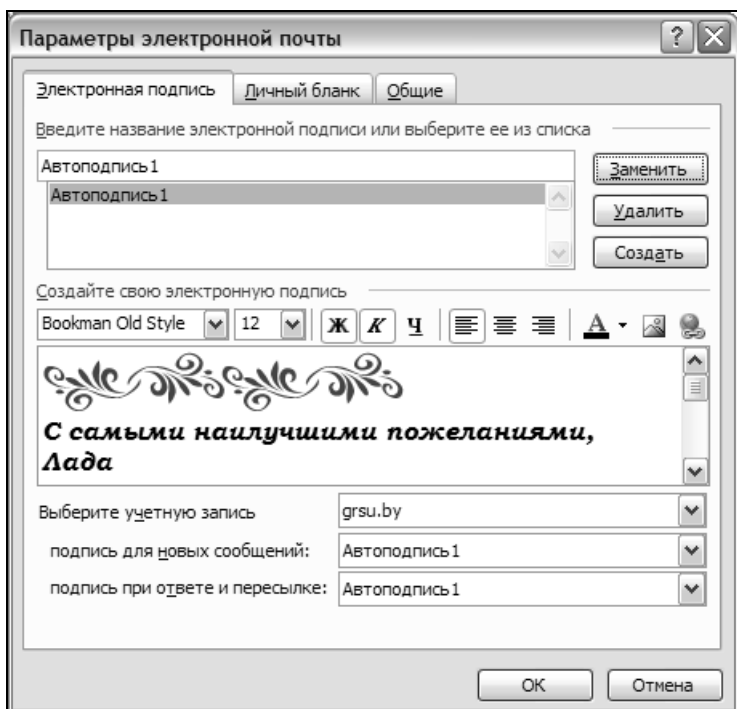 Параметры электронной почты
Электронная подпись Личный бланк Общие
Введите название электронной подписи или выберите ее из списка
Автоподпись1 Заменить
Автоподпись1
Удалить
Создать
Создайте свою электронную подпись
Bookman Old Style 12 Ж К Ч А
С самыми наилучшими пожеланиями,
Лада
Выберите учетную запись grsu.by
подпись для новых сообщений: Автоподпись1
подпись при ответе и пересылке: Автоподпись1
ОК Отмена